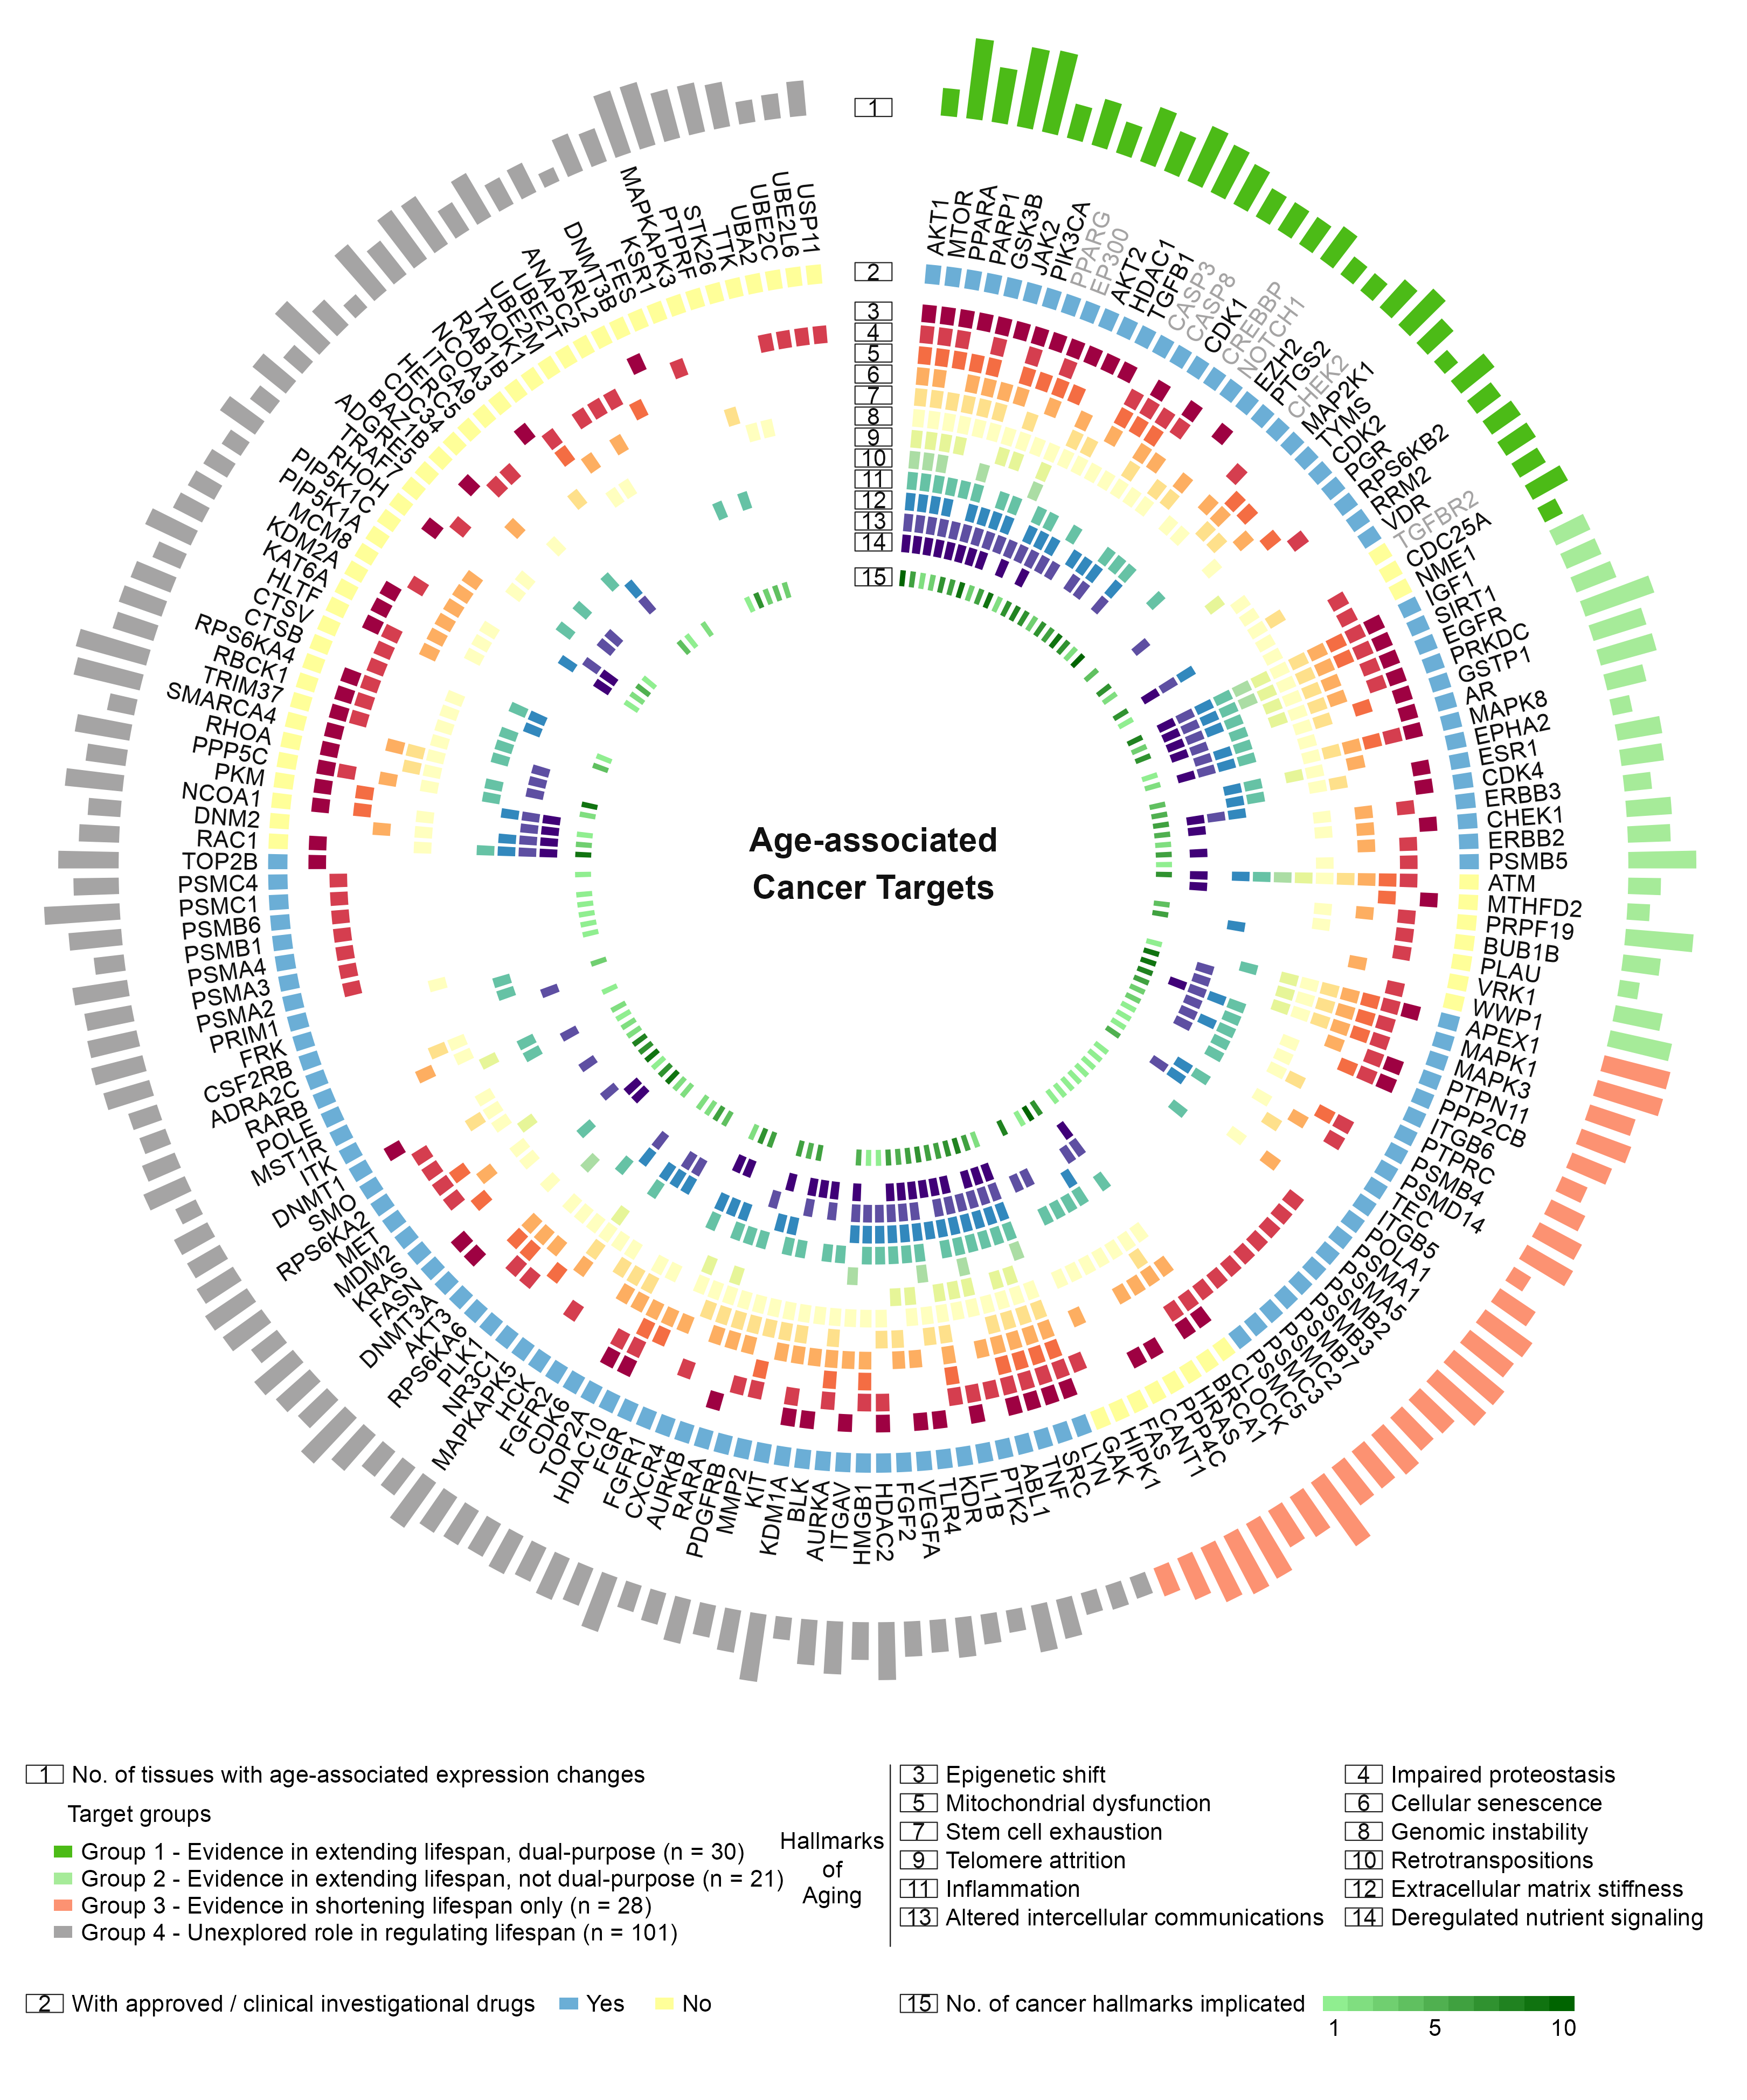 1
2
3
4
5
6
7
8
9
10
11
12
13
14
15
AKT1
MTOR
PPARA
PARP1
GSK3B
JAK2
PIK3CA
PPARG
EP300
AKT2
HDAC1
TGFB1
CASP3
CASP8
CDK1
CREBBP
NOTCH1
EZH2
PTGS2
CHEK2
MAP2K1
TYMS
CDK2
PGR
RPS6KB2
RRM2
VDR
TGFBR2
CDC25A
NME1
IGF1
SIRT1
EGFR
PRKDC
GSTP1
AR
MAPK8
EPHA2
ESR1
CDK4
ERBB3
CHEK1
ERBB2
PSMB5
ATM
MTHFD2
PRPF19
BUB1B
PLAU
VRK1
WWP1
APEX1
MAPK1
MAPK3
PTPN11
PPP2CB
ITGB6
PTPRC
PSMB4
PSMD14
TEC
ITGB5
POLA1
PSMA1
PSMA5
PSMB2
PSMB3
PSMB7
PSMC2
PSMC3
PSMC5
CLOCK
BRCA1
HRAS
PPP4C
CANT1
FAS
HIPK1
GAK
LYN
SRC
TNF
ABL1
PTK2
IL1B
KDR
TLR4
VEGFA
FGF2
HDAC2
HMGB1
ITGAV
AURKA
BLK
KDM1A
KIT
MMP2
PDGFRB
RARA
AURKB
CXCR4
FGFR1
FGR
HDAC10
TOP2A
CDK6
FGFR2
HCK
MAPKAPK5
NR3C1
PLK1
RPS6KA6
AKT3
DNMT3A
FASN
KRAS
MDM2
MET
RPS6KA2
SMO
DNMT1
ITK
MST1R
POLE
RARB
ADRA2C
CSF2RB
FRK
PRIM1
PSMA2
PSMA3
PSMA4
PSMB1
PSMB6
PSMC1
PSMC4
TOP2B
RAC1
DNM2
NCOA1
PKM
PPP5C
RHOA
SMARCA4
TRIM37
RBCK1
RPS6KA4
CTSB
CTSV
HLTF
KAT6A
KDM2A
MCM8
PIP5K1A
PIP5K1C
RHOH
TRAF7
ADGRE5
BAZ1B
CDC34
HERC5
ITGA9
NCOA3
RAB1B
TAOK1
UBE2M
UBE2T
ANAPC2
ARL2
DNMT3B
FES
KSR1
MAPKAPK3
PTPRF
STK26
TTK
UBA2
UBE2C
UBE2L6
USP11
Age-associated
Cancer Targets
1 No. of tissues with age-associated expression changes
Target groups
Group 1 - Evidence in extending lifespan, dual-purpose (n = 30)
Group 2 - Evidence in extending lifespan, not dual-purpose (n = 21)
Group 3 - Evidence in shortening lifespan only (n = 28)
Group 4 - Unexplored role in regulating lifespan (n = 101)
2 With approved / clinical investigational drugs Yes No
Hallmarks
of
Aging
3 Epigenetic shift
4 Impaired proteostasis
5 Mitochondrial dysfunction
6 Cellular senescence
7 Stem cell exhaustion
8 Genomic instability
9 Telomere attrition
10 Retrotranspositions
11 Inflammation
12 Extracellular matrix stiffness
13 Altered intercellular communications
14 Deregulated nutrient signaling
15 No. of cancer hallmarks implicated
1 5 10